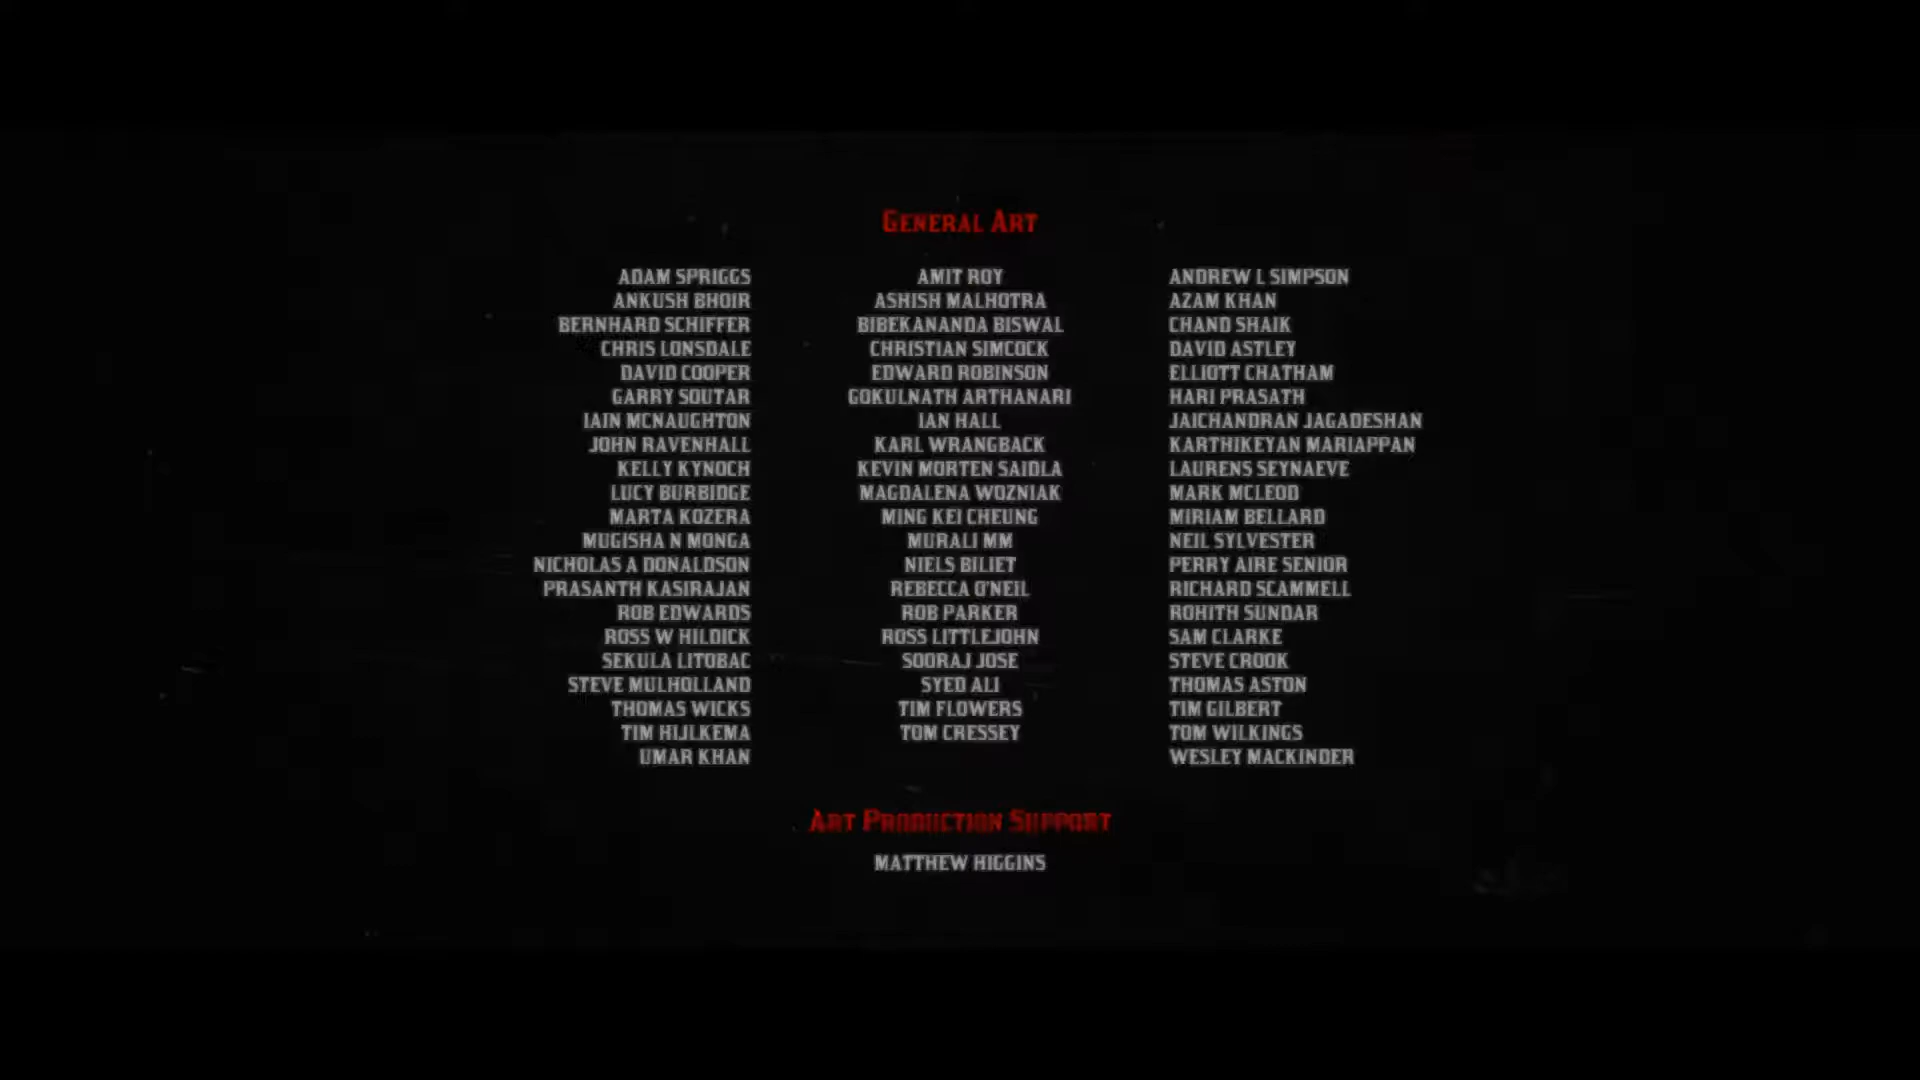 General Art
ADAM SPRIGGS AMIT ROY ANDREW L SIMPSON
ANKUSH BHOIR ASHISH MALHOTRA AZAM KHAN
BERNHARD SCHIFFER BIBEKANANDA BISWAL CHAND SHAIK
CHRIS LONSDALE CHRISTIAN SIMCOCK DAVID ASTLEY
DAVID COOPER EDWARD ROBINSON ELLIOTT CHATHAM
GARRY SOUTAR GOKULNATH ARTHANARI HARI PRASATH
IAIN MCNAUGHTON IAN HALL JAICHANDRAN JAGADESHAN
JOHN RAVENHALL KARL WRANGBACK KARTHIKEYAN MARIAPPAN
KELLY KYNOCH KEVIN MORTEN SAIDLA LAURENS SEYNAEVE
LUCY BURBIDGE MAGDALENA WOZNIAK MARK MCLEOD
MARTA KOZERA MING KEI CHEUNG MIRIAM BELLARD
MUGISHA N MONGA MURALI MM NEIL SYLVESTER
NICHOLAS A DONALDSON NIELS BILIET PERRY AIRE SENIOR
PRASANTH KASIRAJAN REBECCA O'NEIL RICHARD SCAMMELL
ROB EDWARDS ROB PARKER ROHITH SUNDAR
ROSS W HILDICK ROSS LITTLEJOHN SAM CLARKE
SEKULA LITOBAC SOORAJ JOSE STEVE CROOK
STEVE MULHOLLAND SYED ALI THOMAS ASTON
THOMAS WICKS TIM FLOWERS TIM GILBERT
TIM HIJLKEMA TOM CRESSEY TOM WILKINGS
UMAR KHAN WESLEY MACKINDER
Art Production Support
MATTHEW HIGGINS